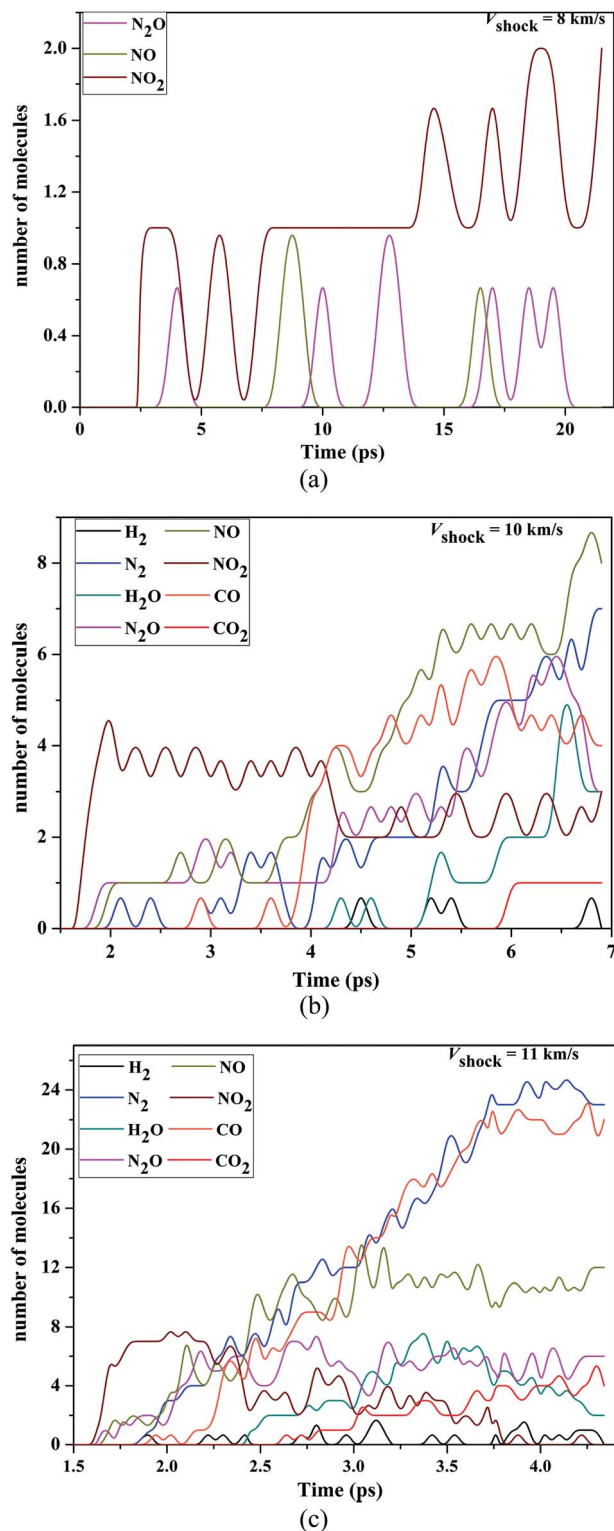 N₂O
NO
NO₂
V_shock = 8 km/s
2.0
1.6
1.2
0.8
0.4
0.0
number of molecules
0 5 10 15 20
Time (ps)
(a)
H₂ NO
N₂ NO₂
H₂O CO
N₂O CO₂
V_shock = 10 km/s
8
6
4
2
0
number of molecules
2 3 4 5 6 7
Time (ps)
(b)
H₂ NO
N₂ NO₂
H₂O CO
N₂O CO₂
V_shock = 11 km/s
24
20
16
12
8
4
0
number of molecules
1.5 2.0 2.5 3.0 3.5 4.0
Time (ps)
(c)